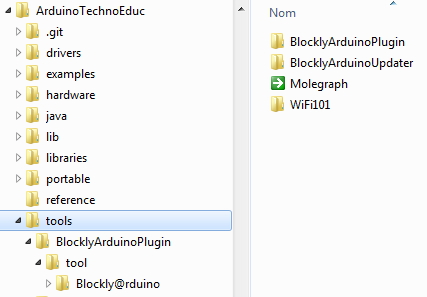 ArduinoTechnoEduc
.git
drivers
examples
hardware
java
lib
libraries
portable
reference
tools
BlocklyArduinoPlugin
tool
Blockly@rduino
Nom
BlocklyArduinoPlugin
BlocklyArduinoUpdater
Molegraph
WiFi101